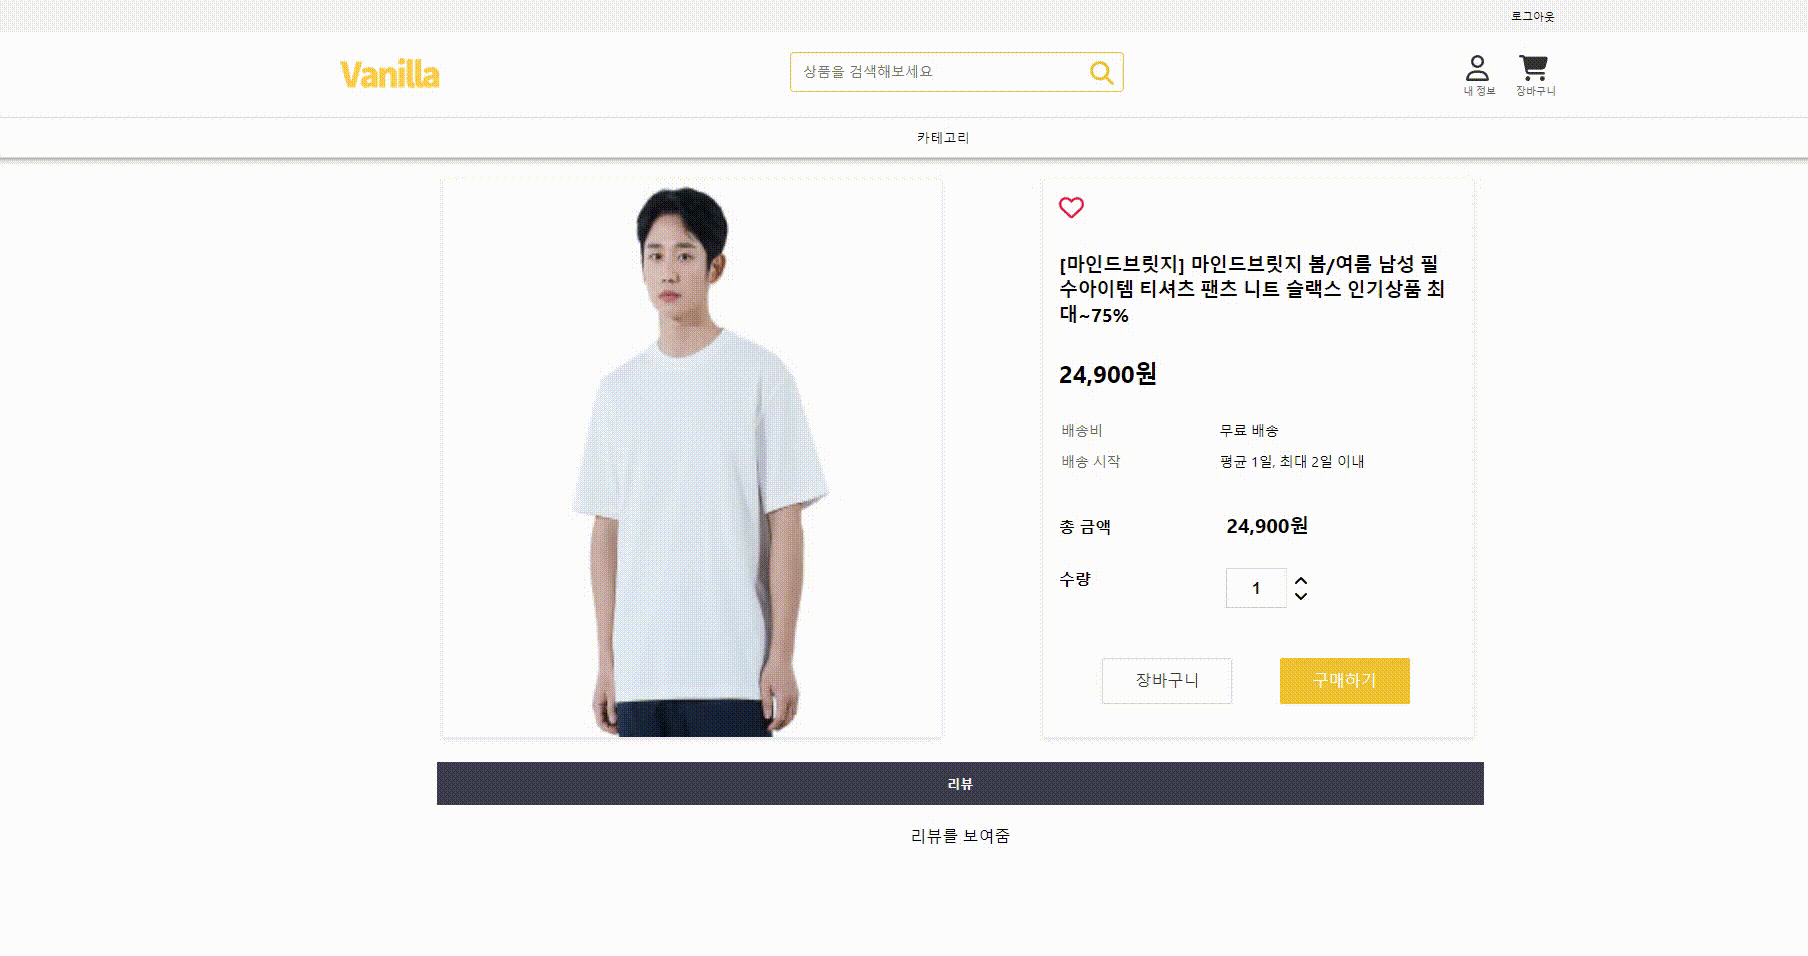 로그아웃
Vanilla
상품을 검색해보세요
내 정보
장바구니
카테고리
[마인드브릿지] 마인드브릿지 봄/여름 남성 필
수아이템 티셔츠 팬츠 니트 슬랙스 인기상품 최
대~75%
24,900원
배송비 무료 배송
배송 시작 평균 1일, 최대 2일 이내
총 금액 24,900원
수량 1
장바구니 구매하기
리뷰
리뷰를 보여줌